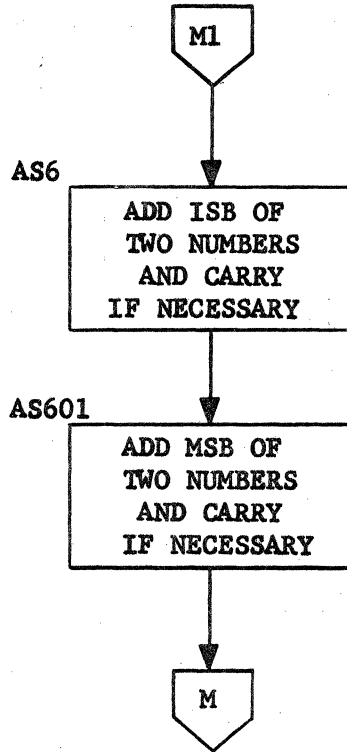 M1
AS6
ADD ISB OF
TWO NUMBERS
AND CARRY
IF NECESSARY
AS601
ADD MSB OF
TWO NUMBERS
AND CARRY
IF NECESSARY
M